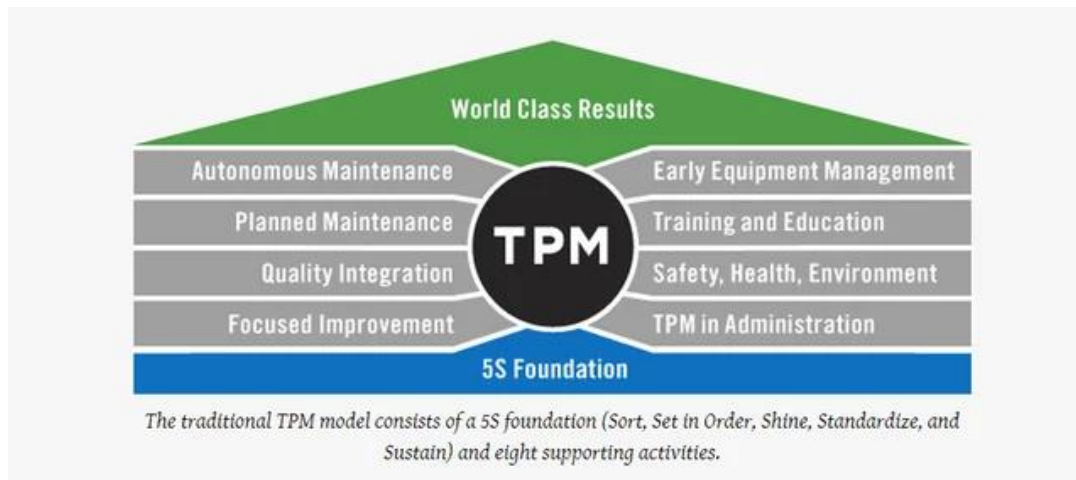 World Class Results
Autonomous Maintenance
Planned Maintenance
Quality Integration
Focused Improvement
TPM
Early Equipment Management
Training and Education
Safety, Health, Environment
TPM in Administration
5S Foundation
The traditional TPM model consists of a 5S foundation (Sort, Set in Order, Shine, Standardize, and
Sustain) and eight supporting activities.